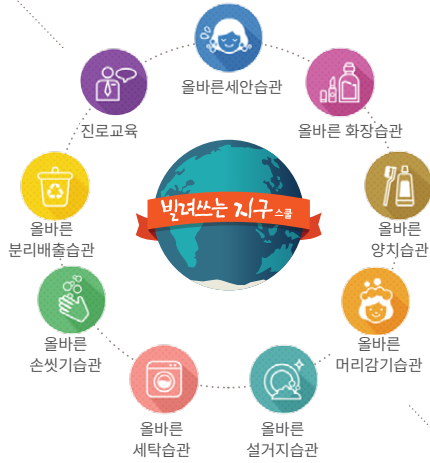 올바른세안습관
진로교육
올바른 화장습관
빌려쓰는 지구 스쿨
올바른
분리배출습관
올바른
양치습관
올바른
손씻기습관
올바른
머리감기습관
올바른
세탁습관
올바른
설거지습관